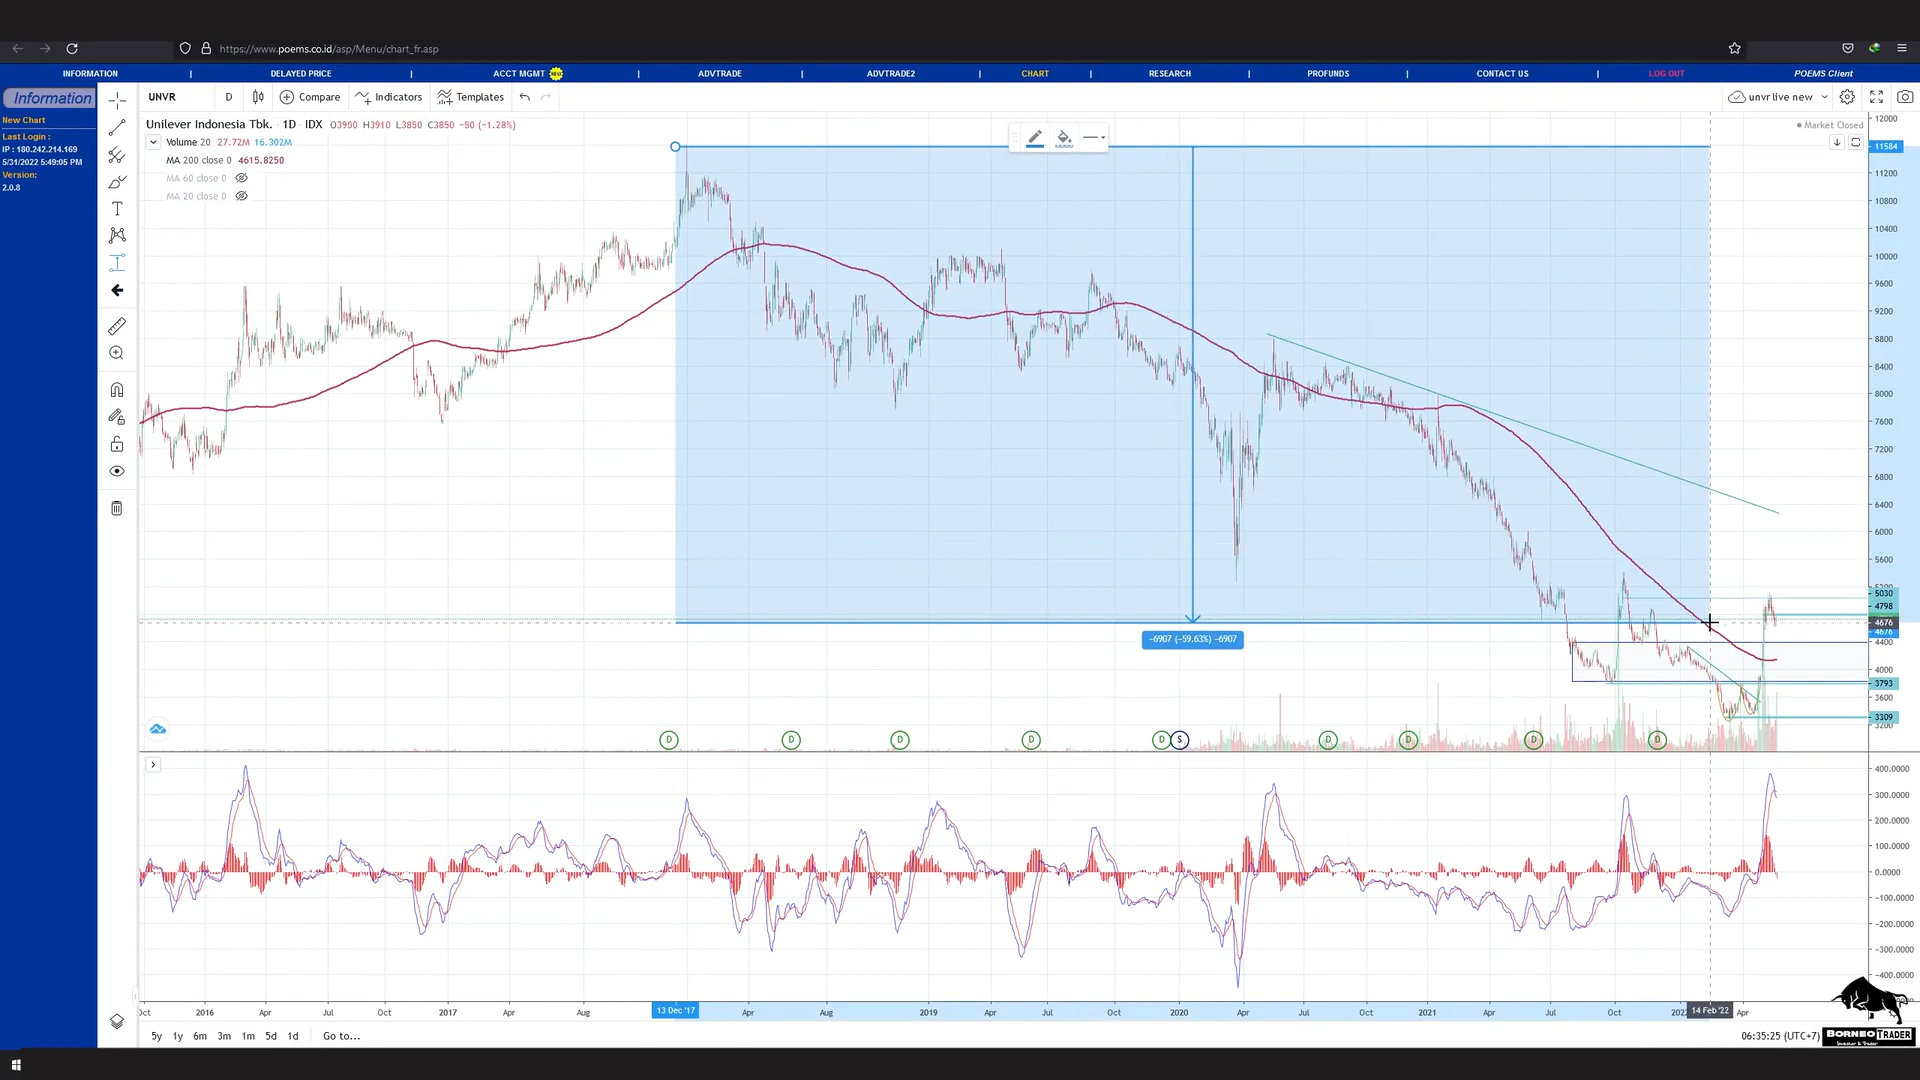 https://www.poems.co.id/asp/Menu/chart_fr.asp
INFORMATION | DELAYED PRICE | ACCT MGMT | ADVTRADE | ADVTRADE2 | CHART | RESEARCH | PROFUNDS | CONTACT US | LOG OUT POEMS Client
Information
New Chart
Last Login :
IP : 180.242.214.169
5/31/2022 5:49:05 PM
Version:
2.0.8
UNVR D Compare Indicators Templates unvr live new
Unilever Indonesia Tbk. · 1D · IDX O3950 H3910 L3850 C3850 -50 (-1.28%)
Market Closed
Volume 20 27.72M 16.302M
MA 200 close 0 4615.8250
MA 60 close 0
MA 20 close 0
12000
11584
11200
10800
10400
10000
9600
9200
8800
8400
8000
7600
7200
6800
6400
6000
5600
5200
5030
4798
4676
4676
4400
4000
3793
3600
3309
3200
-6907 (-59.63%) -6907
D D D D D S D D D D
400.0000
300.0000
200.0000
100.0000
0.0000
-100.0000
-200.0000
-300.0000
-400.0000
Oct 2016 Apr Jul Oct 2017 Apr Aug 13 Dec '17 Apr Aug 2019 Apr Jul Oct 2020 Apr Jul Oct 2021 Apr Jul Oct 2022 14 Feb '22 Apr
5y 1y 6m 3m 1m 5d 1d Go to... 06:35:25 (UTC+7)
BORNEO TRADER
Investor & Trader